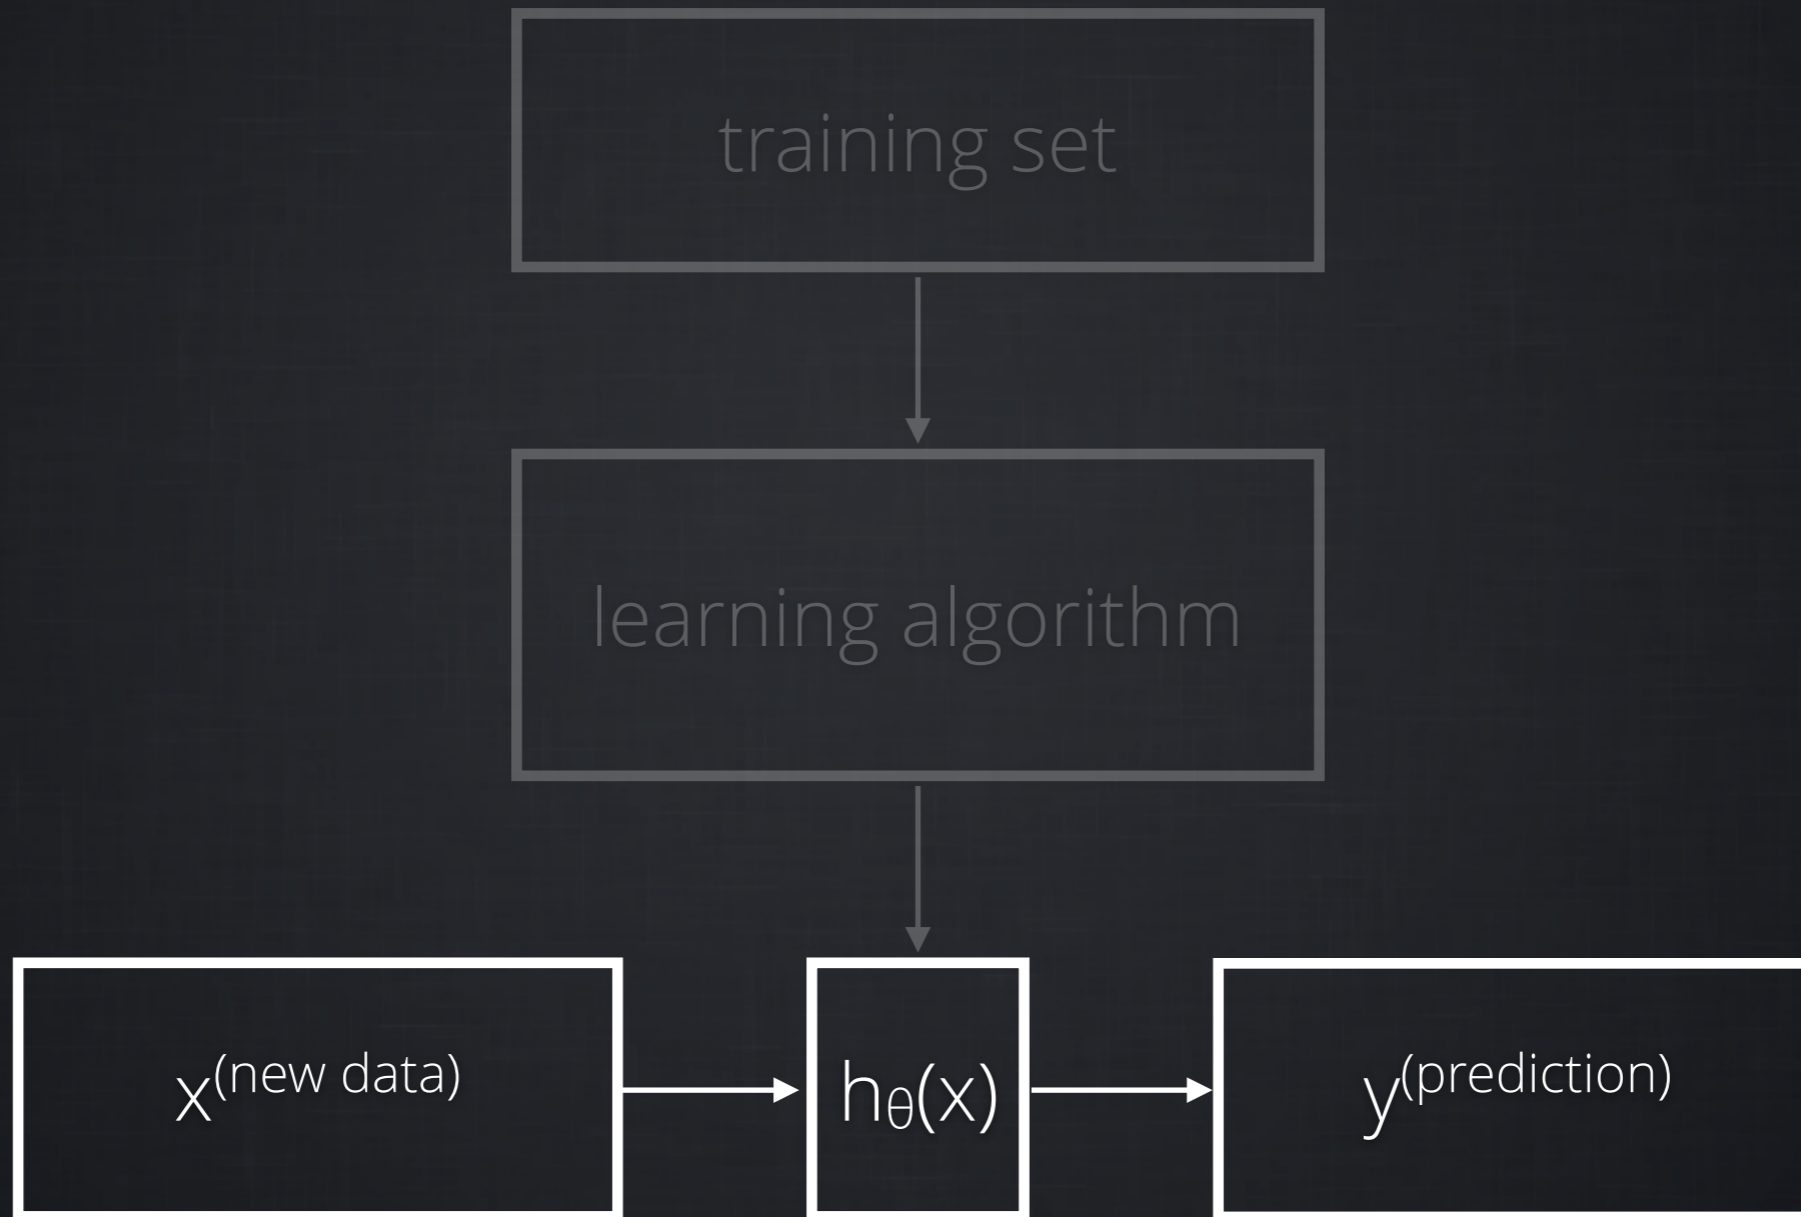 training set
learning algorithm
x(new data)
hθ(x)
y(prediction)